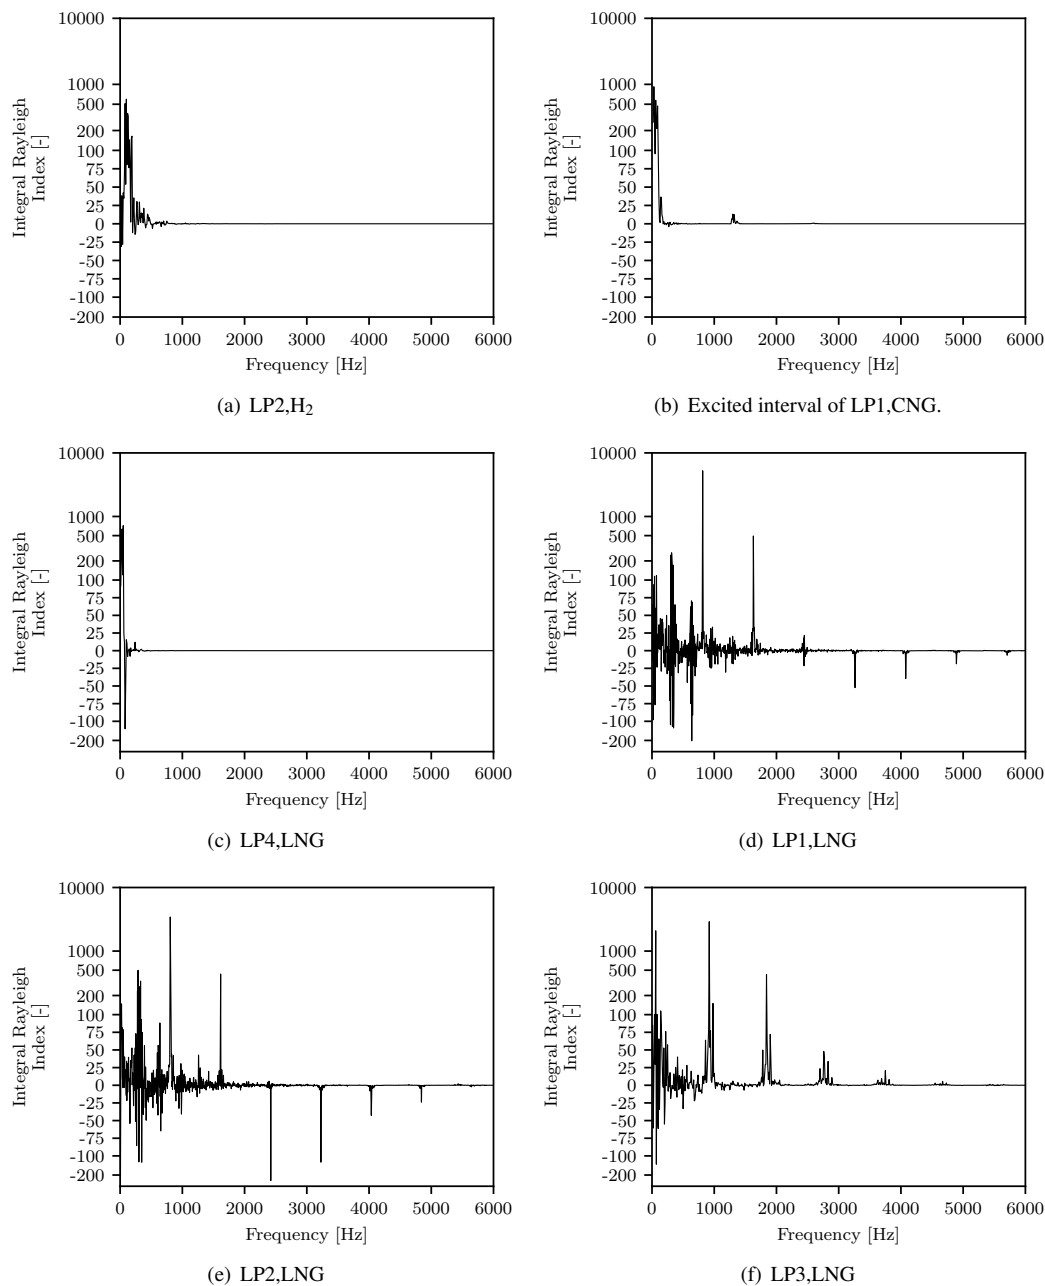 10000
1000
500
200
100
75
50
25
0
-25
-50
-75
-100
-200
Integral Rayleigh
Index [-]
0 1000 2000 3000 4000 5000 6000
Frequency [Hz]
(a) LP2,H₂
10000
1000
500
200
100
75
50
25
0
-25
-50
-75
-100
-200
Integral Rayleigh
Index [-]
0 1000 2000 3000 4000 5000 6000
Frequency [Hz]
(b) Excited interval of LP1,CNG.
10000
1000
500
200
100
75
50
25
0
-25
-50
-75
-100
-200
Integral Rayleigh
Index [-]
0 1000 2000 3000 4000 5000 6000
Frequency [Hz]
(c) LP4,LNG
10000
1000
500
200
100
75
50
25
0
-25
-50
-75
-100
-200
Integral Rayleigh
Index [-]
0 1000 2000 3000 4000 5000 6000
Frequency [Hz]
(d) LP1,LNG
10000
1000
500
200
100
75
50
25
0
-25
-50
-75
-100
-200
Integral Rayleigh
Index [-]
0 1000 2000 3000 4000 5000 6000
Frequency [Hz]
(e) LP2,LNG
10000
1000
500
200
100
75
50
25
0
-25
-50
-75
-100
-200
Integral Rayleigh
Index [-]
0 1000 2000 3000 4000 5000 6000
Frequency [Hz]
(f) LP3,LNG